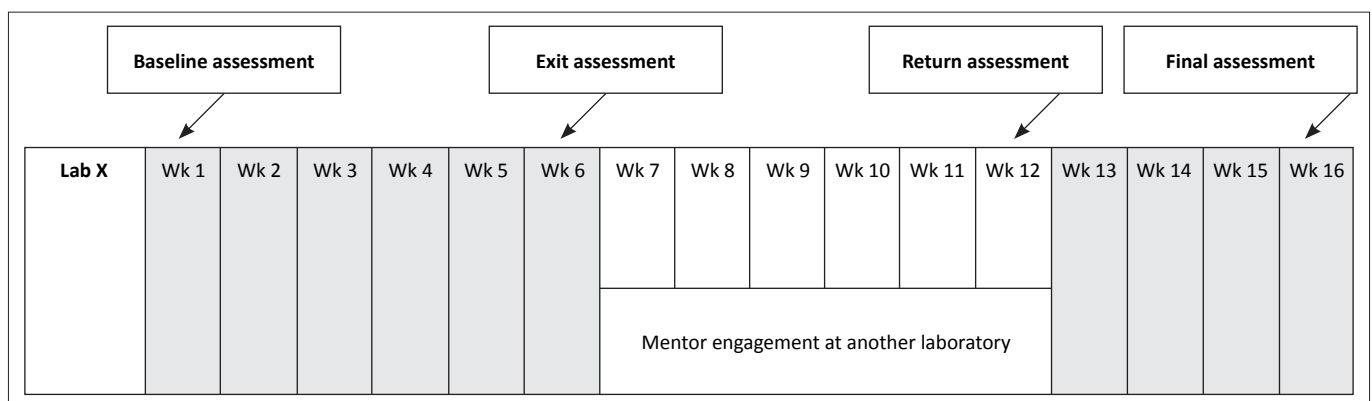 Baseline assessment
Exit assessment
Return assessment
Final assessment
Lab X Wk 1 Wk 2 Wk 3 Wk 4 Wk 5 Wk 6 Wk 7 Wk 8 Wk 9 Wk 10 Wk 11 Wk 12 Wk 13 Wk 14 Wk 15 Wk 16
Mentor engagement at another laboratory